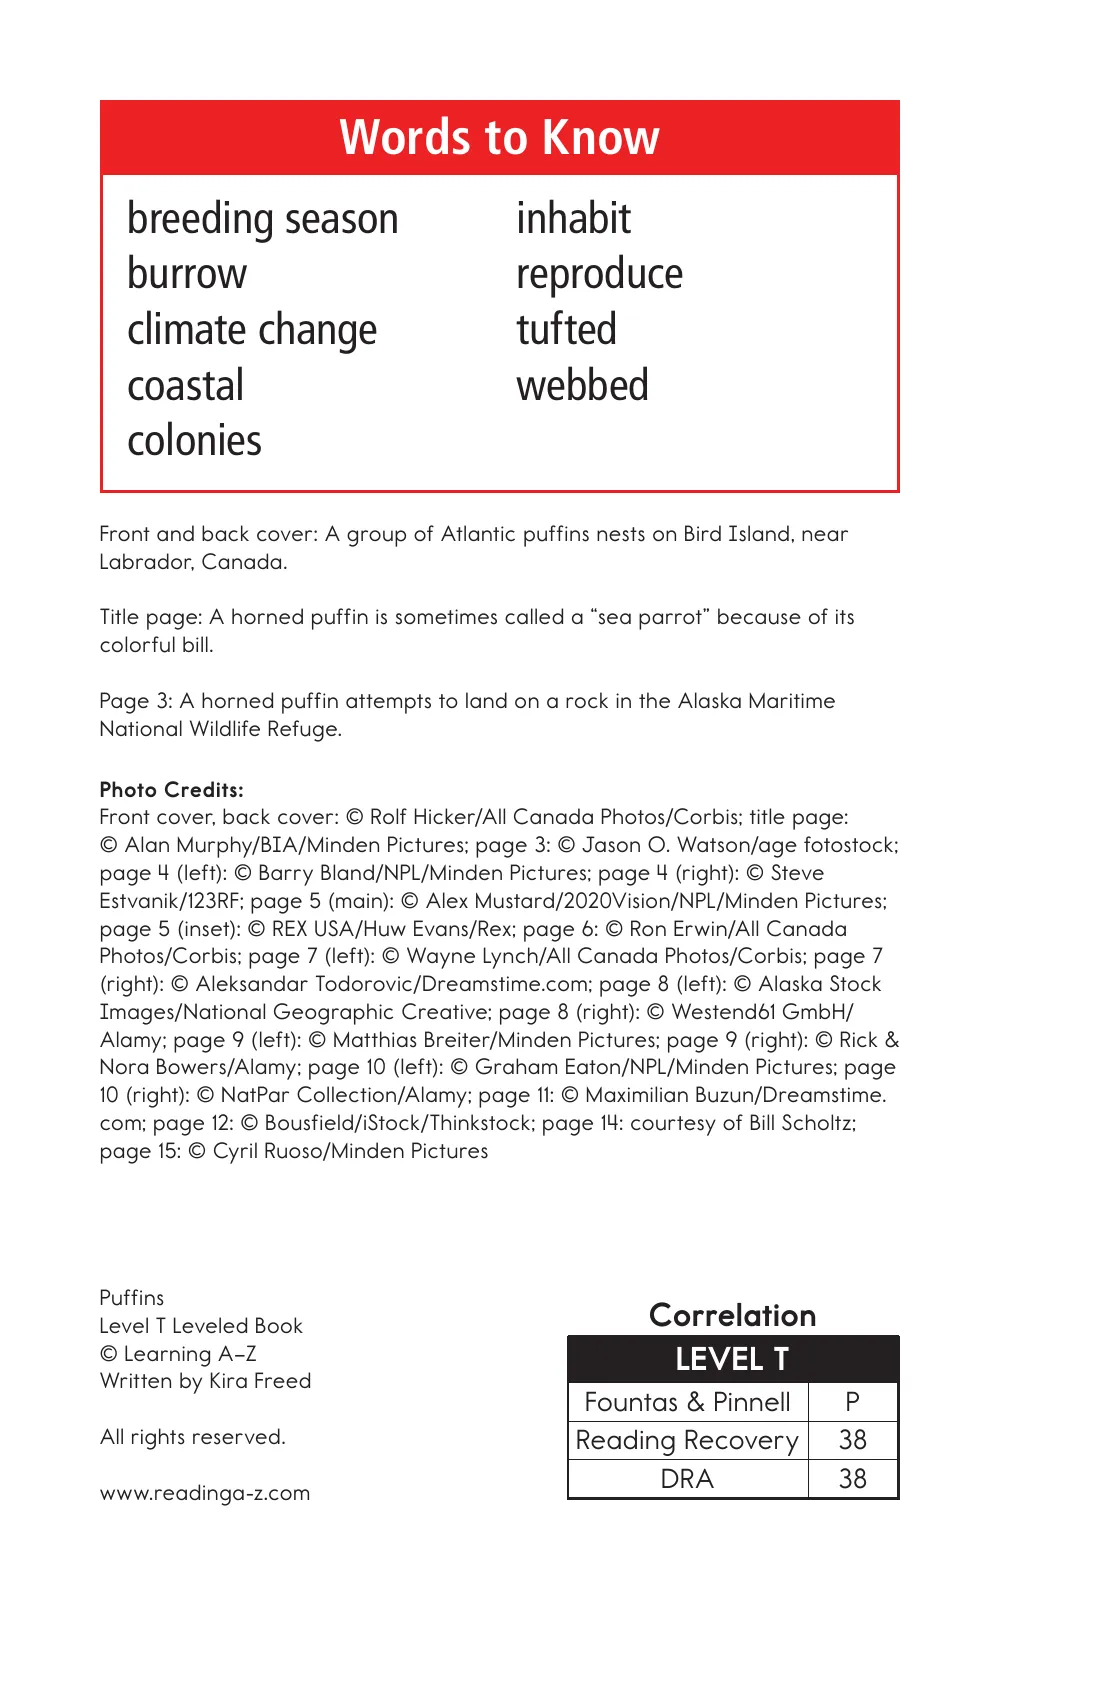 Words to Know
breeding season
burrow
climate change
coastal
colonies
inhabit
reproduce
tufted
webbed
Front and back cover: A group of Atlantic puffins nests on Bird Island, near
Labrador, Canada.
Title page: A horned puffin is sometimes called a “sea parrot” because of its
colorful bill.
Page 3: A horned puffin attempts to land on a rock in the Alaska Maritime
National Wildlife Refuge.
Photo Credits:
Front cover, back cover: © Rolf Hicker/All Canada Photos/Corbis; title page:
© Alan Murphy/BIA/Minden Pictures; page 3: © Jason O. Watson/age fotostock;
page 4 (left): © Barry Bland/NPL/Minden Pictures; page 4 (right): © Steve
Estvanik/123RF; page 5 (main): © Alex Mustard/2020Vision/NPL/Minden Pictures;
page 5 (inset): © REX USA/Huw Evans/Rex; page 6: © Ron Erwin/All Canada
Photos/Corbis; page 7 (left): © Wayne Lynch/All Canada Photos/Corbis; page 7
(right): © Aleksandar Todorovic/Dreamstime.com; page 8 (left): © Alaska Stock
Images/National Geographic Creative; page 8 (right): © Westend61 GmbH/
Alamy; page 9 (left): © Matthias Breiter/Minden Pictures; page 9 (right): © Rick &
Nora Bowers/Alamy; page 10 (left): © Graham Eaton/NPL/Minden Pictures; page
10 (right): © NatPar Collection/Alamy; page 11: © Maximilian Buzun/Dreamstime.
com; page 12: © Bousfield/iStock/Thinkstock; page 14: courtesy of Bill Scholtz;
page 15: © Cyril Ruoso/Minden Pictures
Puffins
Level T Leveled Book
© Learning A–Z
Written by Kira Freed
All rights reserved.
www.readinga-z.com
Correlation
LEVEL T
Fountas & Pinnell P
Reading Recovery 38
DRA 38